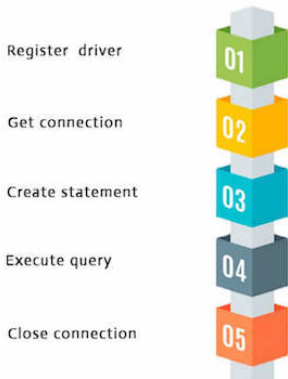 Register driver 01
Get connection 02
Create statement 03
Execute query 04
Close connection 05